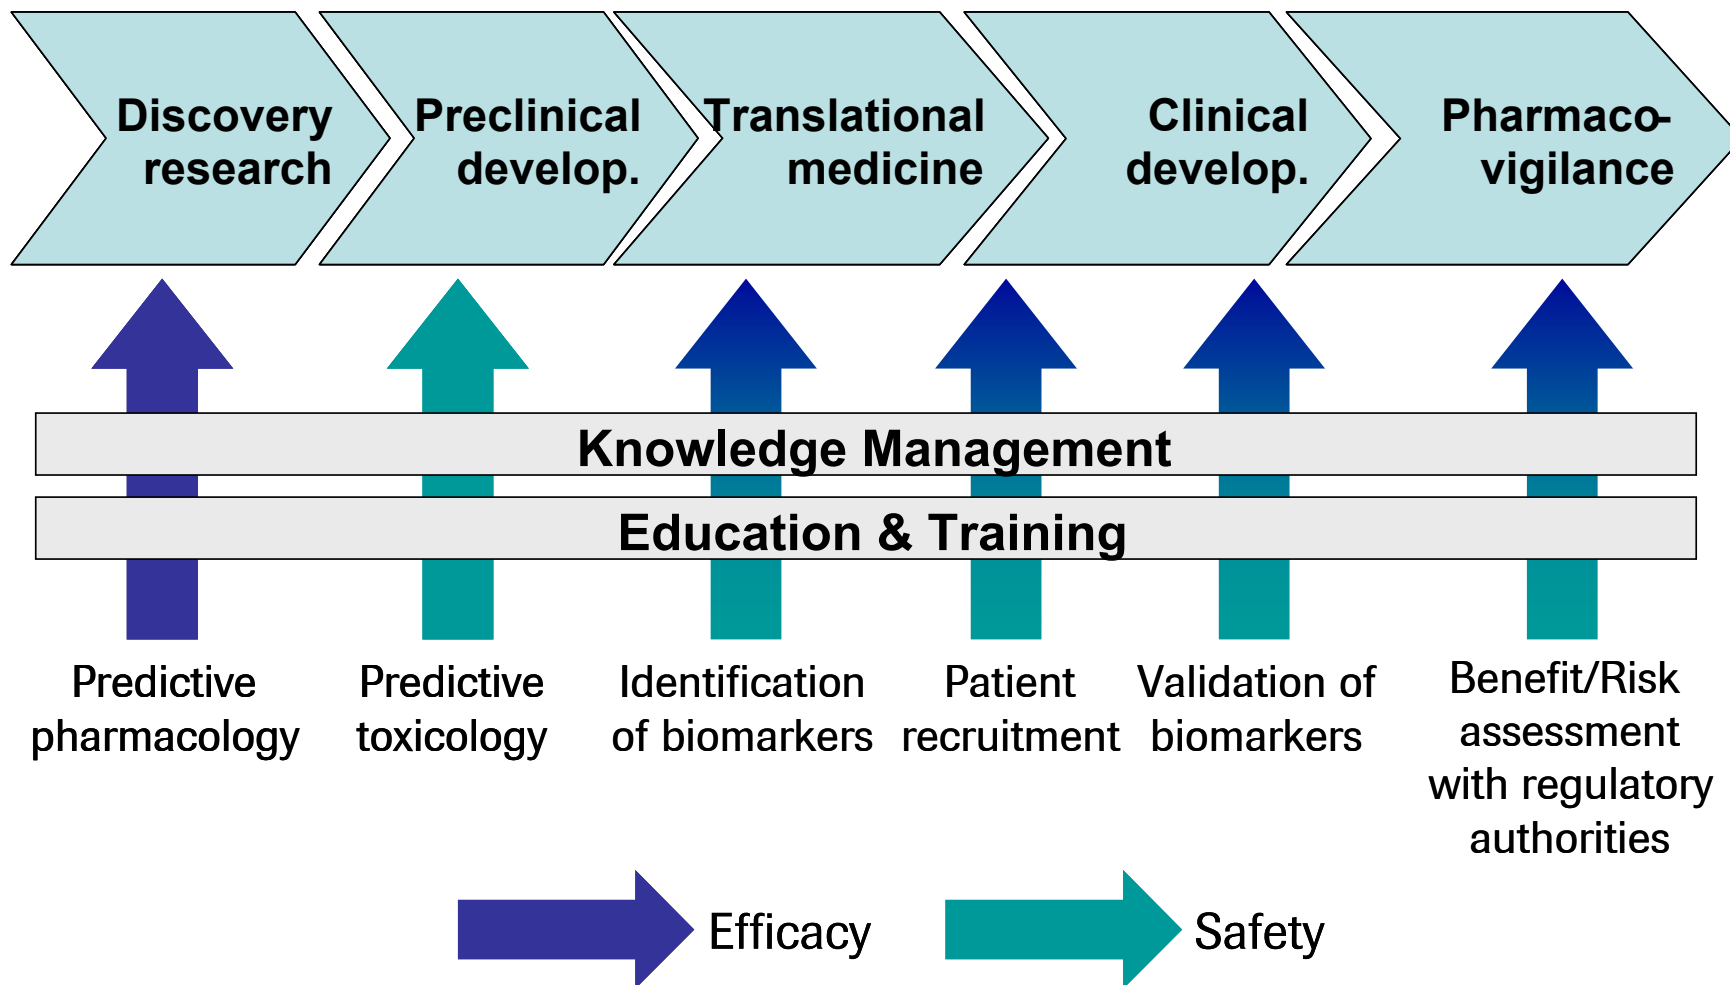 Discovery
research
Preclinical
develop.
Translational
medicine
Clinical
develop.
Pharmaco-
vigilance
Knowledge Management
Education & Training
Predictive
pharmacology
Predictive
toxicology
Identification
of biomarkers
Patient
recruitment
Validation of
biomarkers
Benefit/Risk
assessment
with regulatory
authorities
Efficacy
Safety